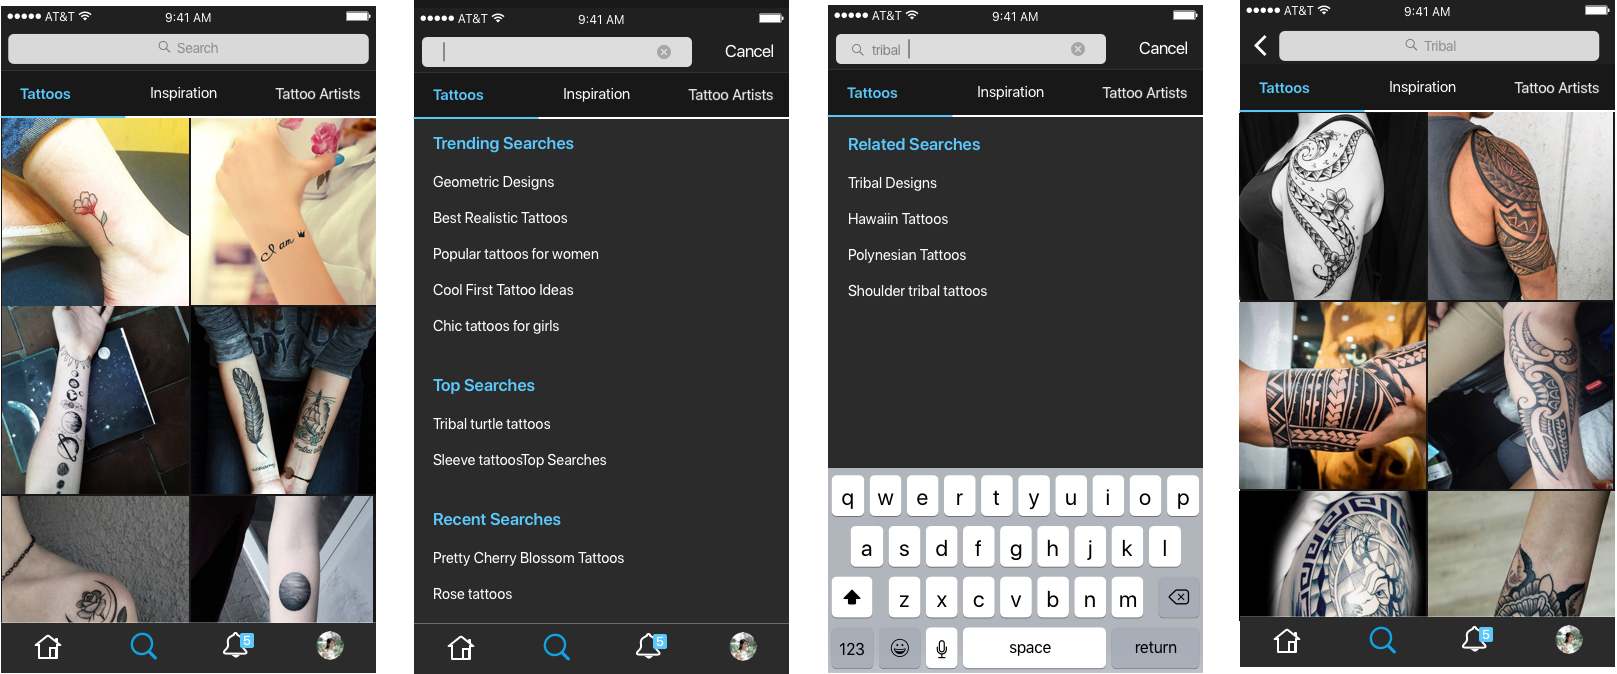 AT&T 9:41 AM
Search
Tattoos Inspiration Tattoo Artists
I am
5
AT&T 9:41 AM
Cancel
Tattoos Inspiration Tattoo Artists
Trending Searches
Geometric Designs
Best Realistic Tattoos
Popular tattoos for women
Cool First Tattoo Ideas
Chic tattoos for girls
Top Searches
Tribal turtle tattoos
Sleeve tattoosTop Searches
Recent Searches
Pretty Cherry Blossom Tattoos
Rose tattoos
5
AT&T 9:41 AM
tribal Cancel
Tattoos Inspiration Tattoo Artists
Related Searches
Tribal Designs
Hawaiin Tattoos
Polynesian Tattoos
Shoulder tribal tattoos
q w e r t y u i o p
a s d f g h j k l
z x c v b n m
123 space return
AT&T 9:41 AM
Tribal
Tattoos Inspiration Tattoo Artists
5